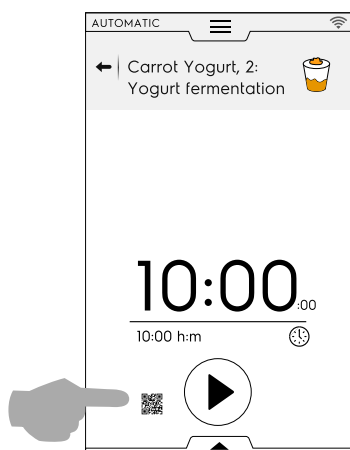 AUTOMATIC
Carrot Yogurt, 2:
Yogurt fermentation
10:00:00
10:00 h:m